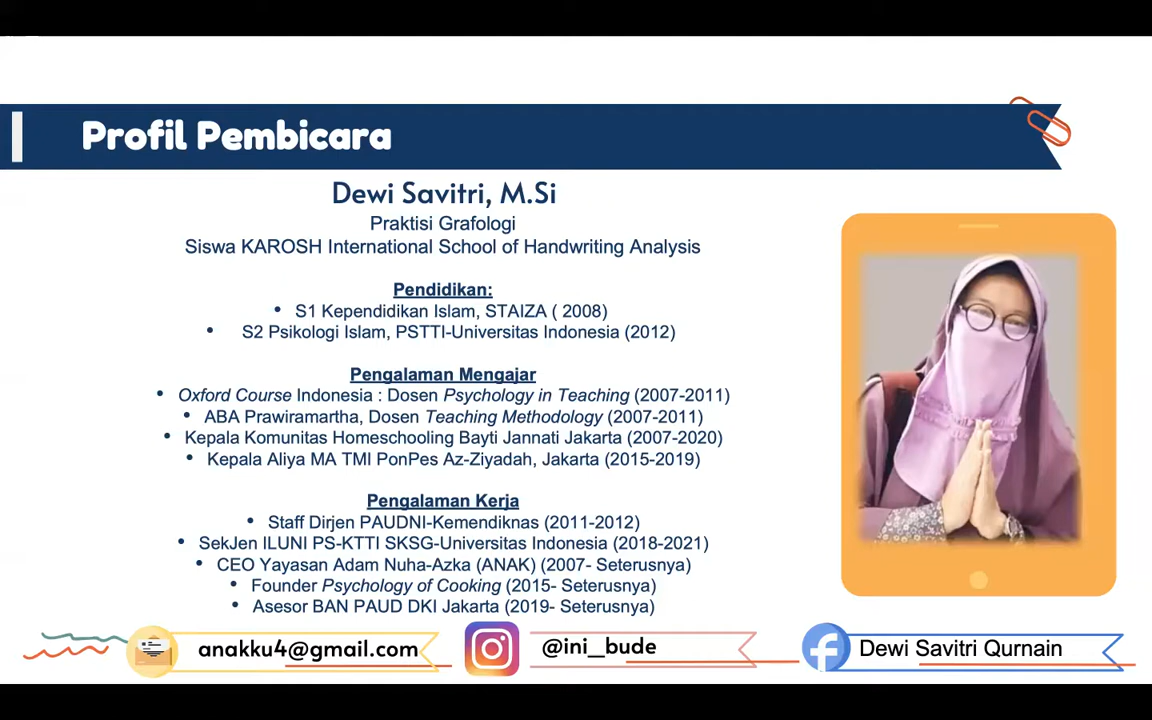 Profil Pembicara
Dewi Savitri, M.Si
Praktisi Grafologi
Siswa KAROSH International School of Handwriting Analysis
Pendidikan:
• S1 Kependidikan Islam, STAIZA ( 2008)
• S2 Psikologi Islam, PSTTI-Universitas Indonesia (2012)
Pengalaman Mengajar
• Oxford Course Indonesia : Dosen Psychology in Teaching (2007-2011)
• ABA Prawiramartha, Dosen Teaching Methodology (2007-2011)
• Kepala Komunitas Homeschooling Bayti Jannati Jakarta (2007-2020)
• Kepala Aliya MA TMI PonPes Az-Ziyadah, Jakarta (2015-2019)
Pengalaman Kerja
• Staff Dirjen PAUDNI-Kemendiknas (2011-2012)
• SekJen ILUNI PS-KTTI SKSG-Universitas Indonesia (2018-2021)
• CEO Yayasan Adam Nuha-Azka (ANAK) (2007- Seterusnya)
• Founder Psychology of Cooking (2015- Seterusnya)
• Asesor BAN PAUD DKI Jakarta (2019- Seterusnya)
anakku4@gmail.com
@ini_bude
Dewi Savitri Qurnain